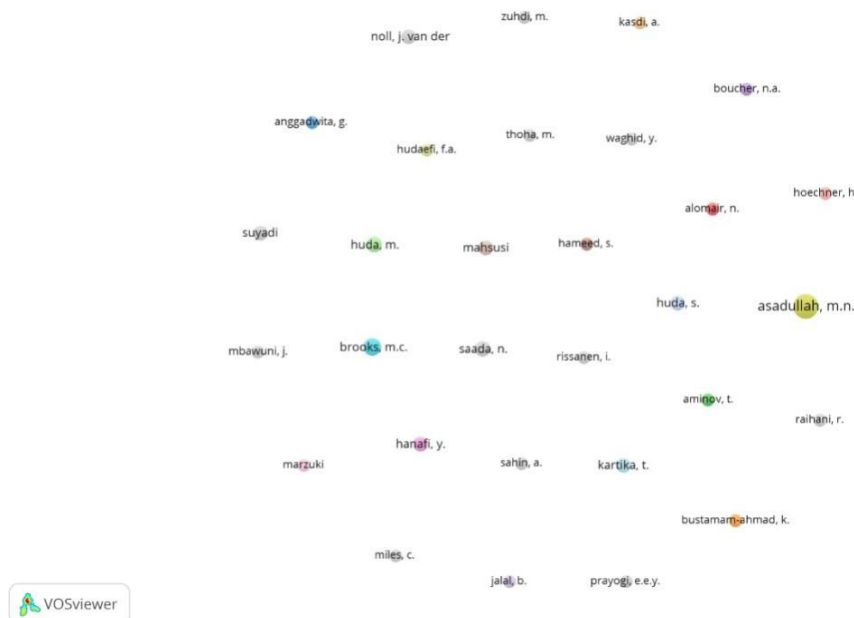 zuhdi, m.
kasdi, a.
noll, j. van der
boucher, n.a.
anggadwita, g.
thoha, m.
waghid, y.
hudaefi, f.a.
hoechner, h
alomair, n.
suyadi
huda, m.
mahsusi
hameed, s.
huda, s.
asadullah, m.n.
mbawuni, j.
brooks, m.c.
saada, n.
rissanen, i.
aminov, t.
raihani, r.
hanafi, y.
marzuki
sahin, a.
kartika, t.
bustamam-ahmad, k.
miles, c.
jalal, b.
prayogi, e.e.y.
VOSviewer